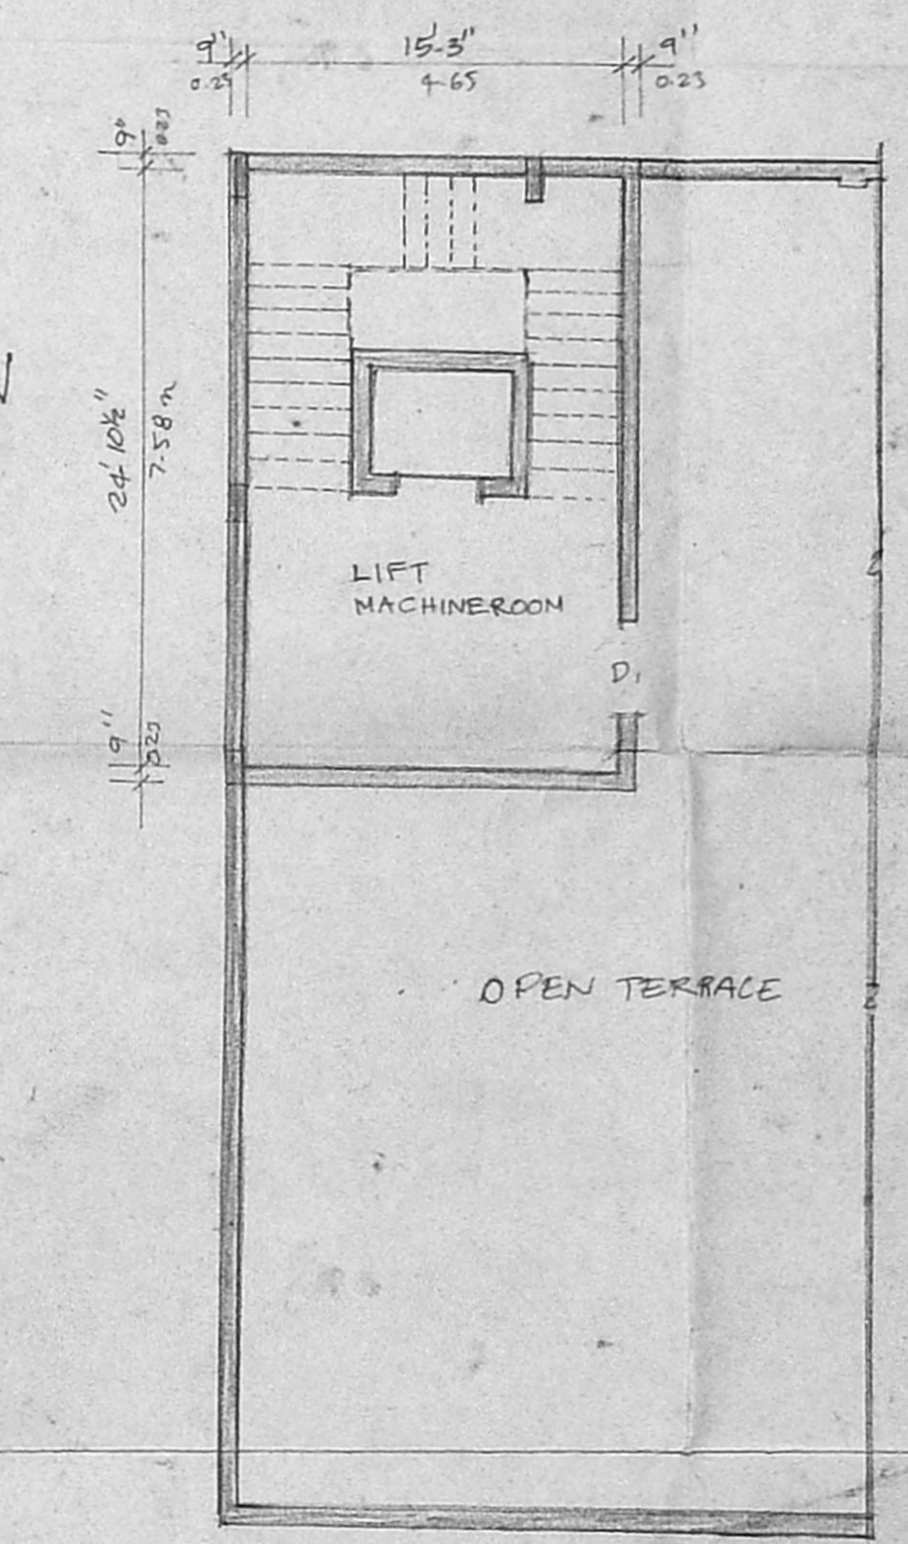 9" 15'-3" 9"
0.23 4.65 0.23
9"
0.23
24' 10½"
7.58 m
LIFT
MACHINEROOM
D1
9"
0.23
OPEN TERRACE